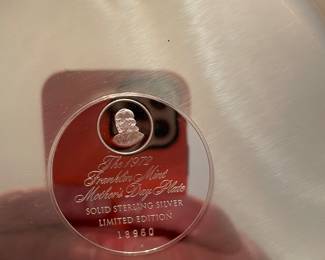 The 1972
Franklin Mint
Mother's Day Plate
SOLID STERLING SILVER
LIMITED EDITION
18960